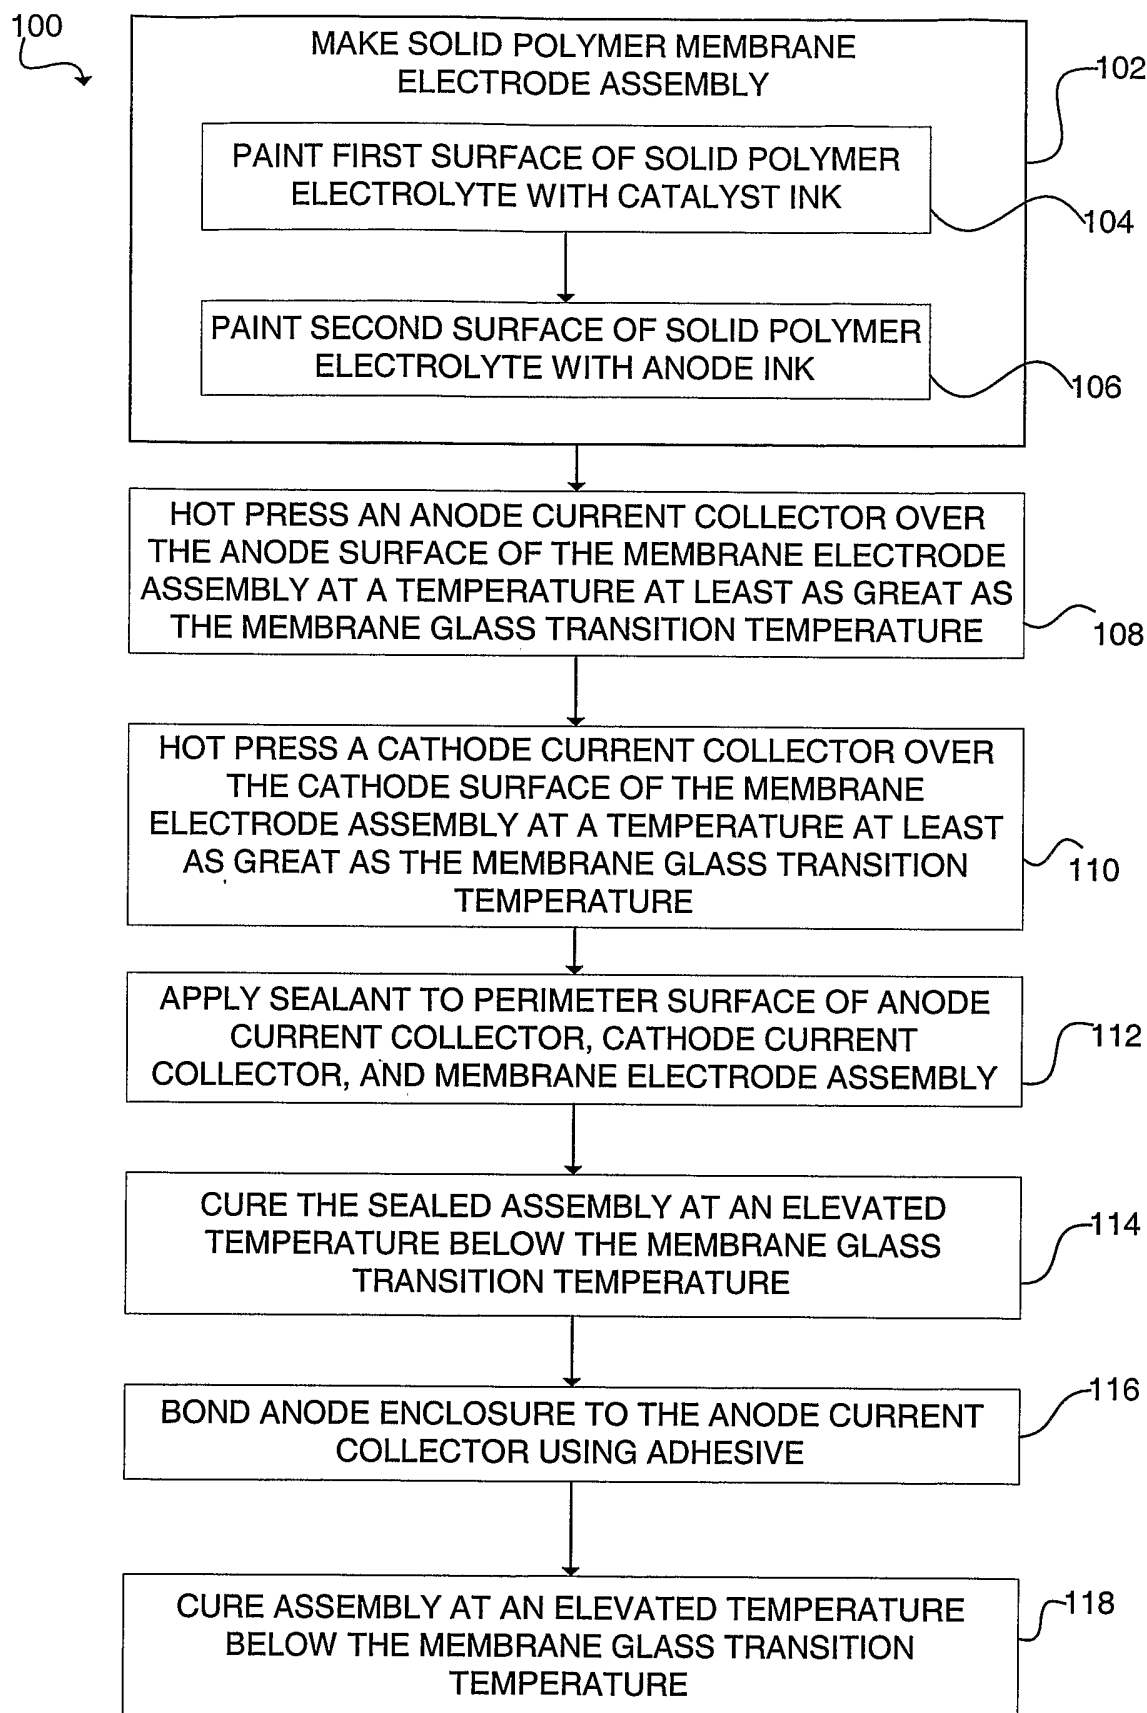 100
MAKE SOLID POLYMER MEMBRANE
ELECTRODE ASSEMBLY
102
PAINT FIRST SURFACE OF SOLID POLYMER
ELECTROLYTE WITH CATALYST INK
104
PAINT SECOND SURFACE OF SOLID POLYMER
ELECTROLYTE WITH ANODE INK
106
HOT PRESS AN ANODE CURRENT COLLECTOR OVER
THE ANODE SURFACE OF THE MEMBRANE ELECTRODE
ASSEMBLY AT A TEMPERATURE AT LEAST AS GREAT AS
THE MEMBRANE GLASS TRANSITION TEMPERATURE
108
HOT PRESS A CATHODE CURRENT COLLECTOR OVER
THE CATHODE SURFACE OF THE MEMBRANE
ELECTRODE ASSEMBLY AT A TEMPERATURE AT LEAST
AS GREAT AS THE MEMBRANE GLASS TRANSITION
TEMPERATURE
110
APPLY SEALANT TO PERIMETER SURFACE OF ANODE
CURRENT COLLECTOR, CATHODE CURRENT
COLLECTOR, AND MEMBRANE ELECTRODE ASSEMBLY
112
CURE THE SEALED ASSEMBLY AT AN ELEVATED
TEMPERATURE BELOW THE MEMBRANE GLASS
TRANSITION TEMPERATURE
114
BOND ANODE ENCLOSURE TO THE ANODE CURRENT
COLLECTOR USING ADHESIVE
116
CURE ASSEMBLY AT AN ELEVATED TEMPERATURE
BELOW THE MEMBRANE GLASS TRANSITION
TEMPERATURE
118